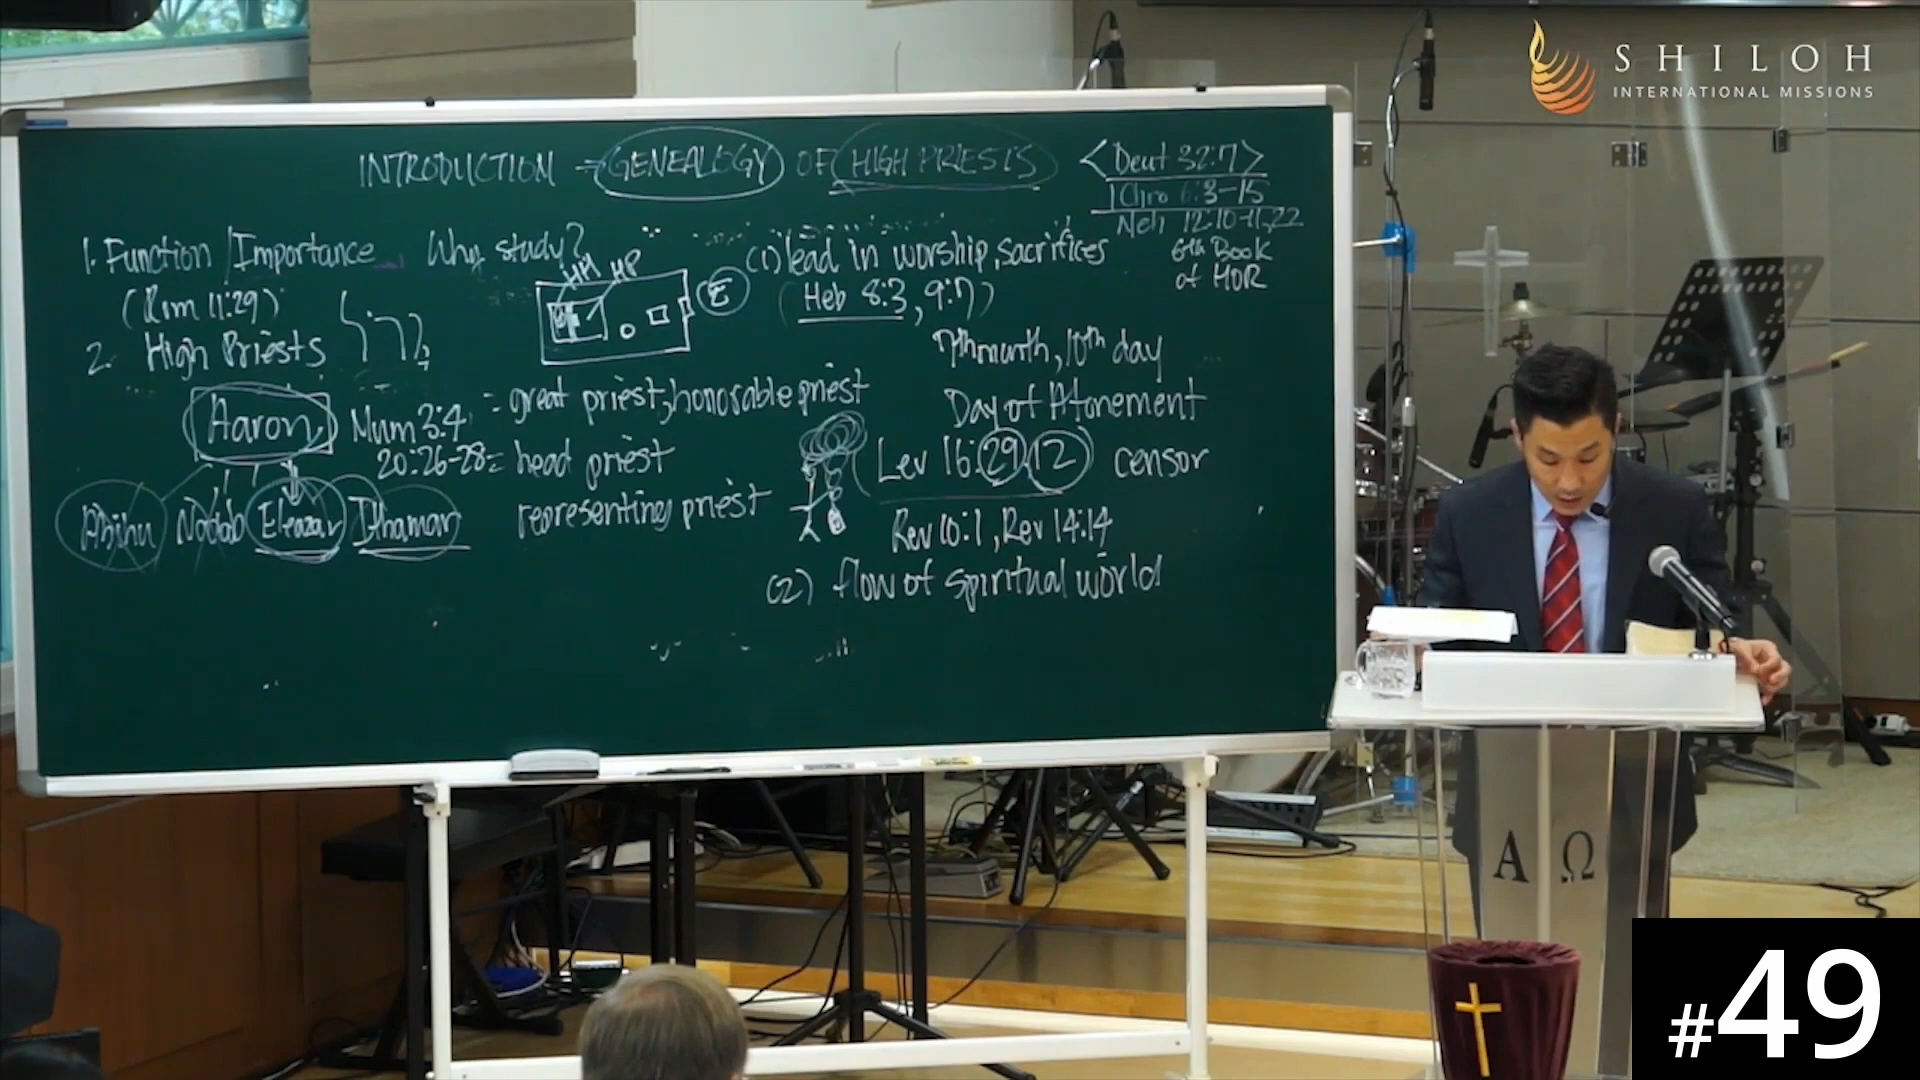 SHILOH
INTERNATIONAL MISSIONS
INTRODUCTION → GENEALOGY OF HIGH PRIESTS
<Deut 32:7>
1Chro 6:3-15
Neh 12:10-11,22
6th Book
of HOR
1. Function/Importance Why study?
(Rom 11:29)
2. High Priests
Aaron
Num 3:4
20:26-28
Abihu Nadab Eleazar Ithamar
HH HP
E
= great priest, honorable priest
= head priest
representing priest
(1) lead in worship, sacrifices
(Heb 8:3, 9:7)
7th month, 10th day
Day of Atonement
Lev 16:29,12 censor
Rev 10:1, Rev 14:14
(2) flow of spiritual world
Α Ω
#49